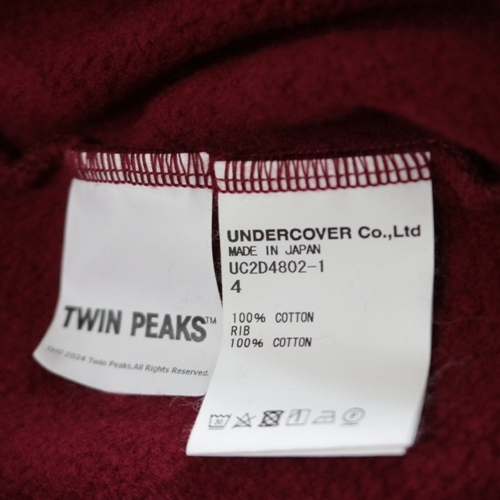 TWIN PEAKS™
2024 Twin Peaks.All Rights Reserved.
UNDERCOVER Co.,Ltd
MADE IN JAPAN
UC2D4802-1
4
100% COTTON
RIB
100% COTTON